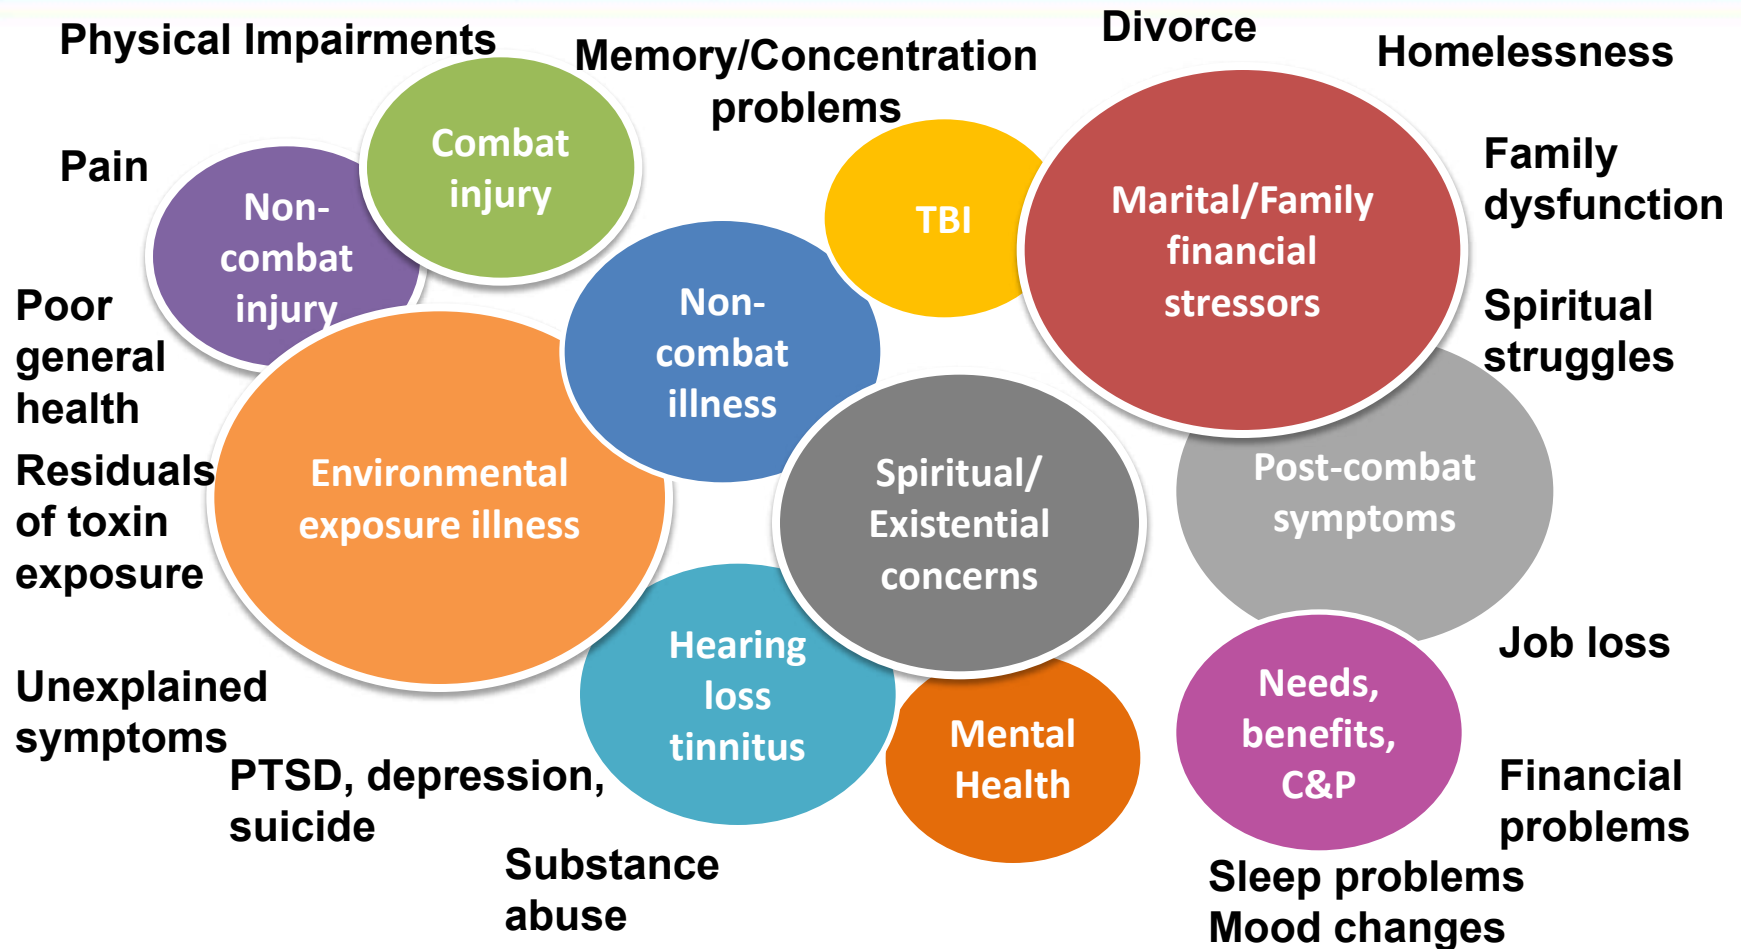 Physical Impairments
Memory/Concentration
problems
Divorce
Homelessness
Pain
Combat
injury
Non-
combat
injury
TBI
Marital/Family
financial
stressors
Family
dysfunction
Poor
general
health
Non-
combat
illness
Spiritual
struggles
Residuals
of toxin
exposure
Environmental
exposure illness
Spiritual/
Existential
concerns
Post-combat
symptoms
Unexplained
symptoms
Hearing
loss
tinnitus
Mental
Health
Needs,
benefits,
C&P
Job loss
PTSD, depression,
suicide
Financial
problems
Substance
abuse
Sleep problems
Mood changes